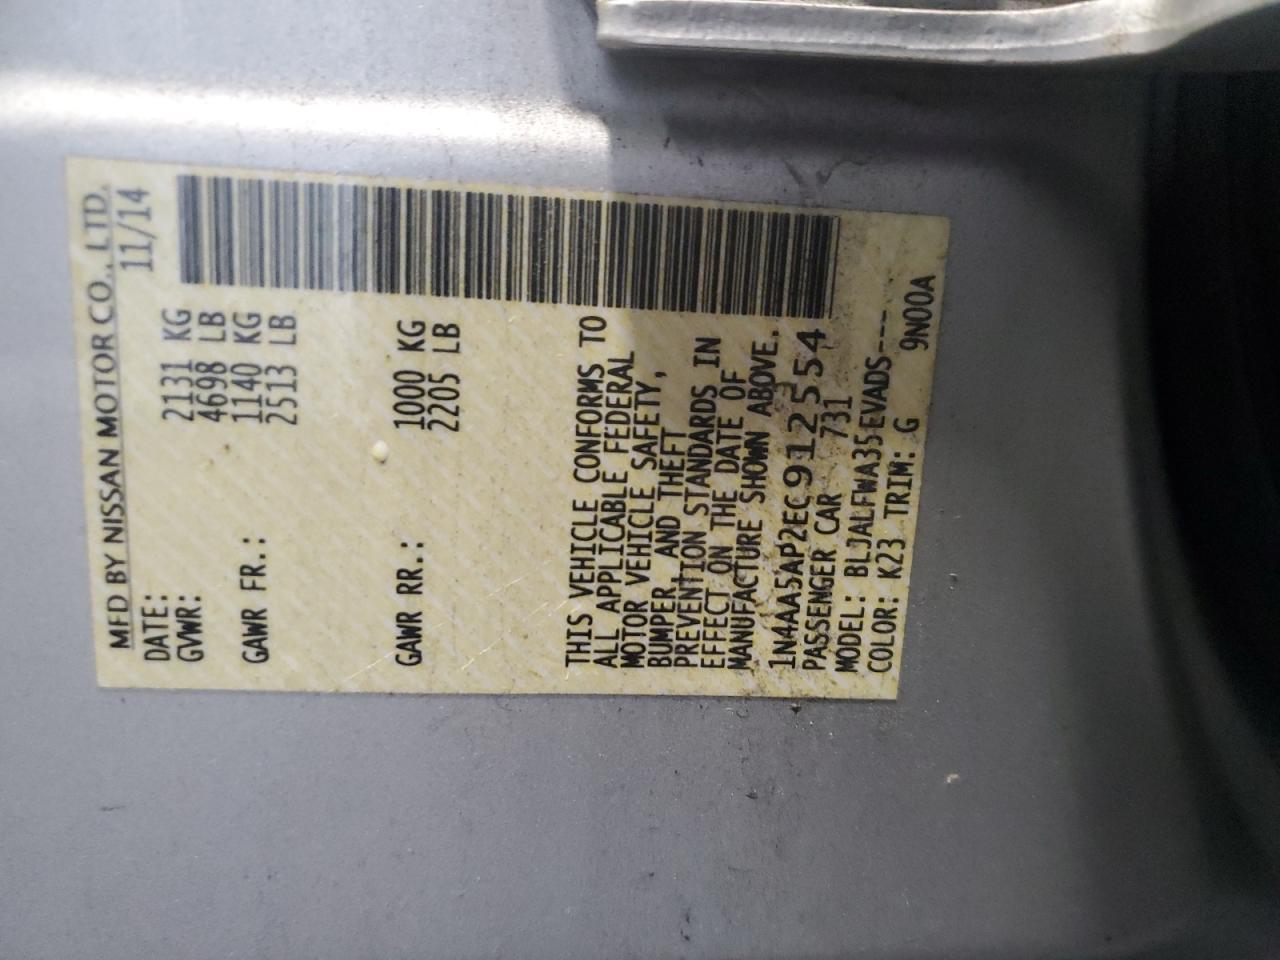 MFD BY NISSAN MOTOR CO., LTD.
DATE: 11/14
GVWR: 2131 KG
4698 LB
GAWR FR.: 1140 KG
2513 LB
GAWR RR.: 1000 KG
2205 LB
THIS VEHICLE CONFORMS TO
ALL APPLICABLE FEDERAL
MOTOR VEHICLE SAFETY,
BUMPER AND THEFT
PREVENTION STANDARDS IN
EFFECT ON THE DATE OF
MANUFACTURE SHOWN ABOVE.
1N4AA5AP2EC912554
PASSENGER CAR
MODEL: BLJALFWA35EVADS---
COLOR: K23 TRIM: G 9N00A